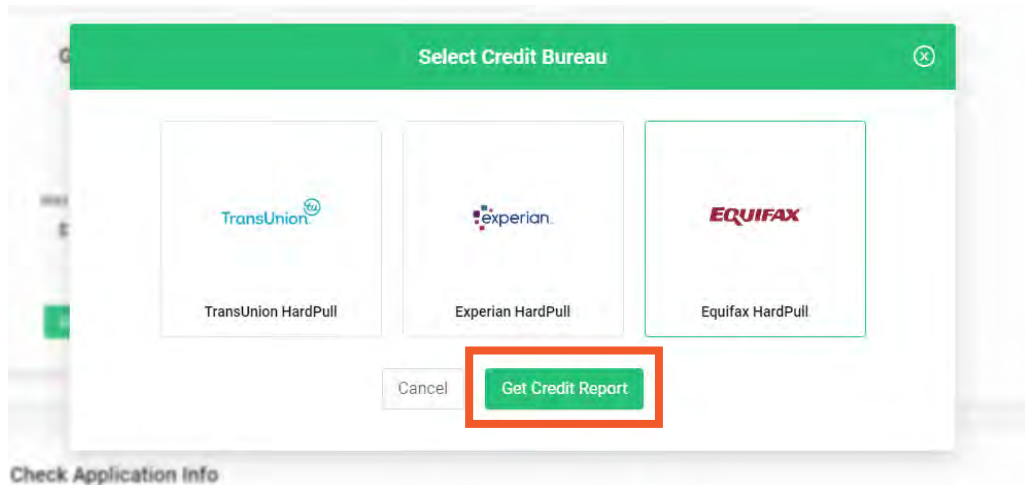 Select Credit Bureau
TransUnion tu
experian.
EQUIFAX
TransUnion HardPull
Experian HardPull
Equifax HardPull
Cancel
Get Credit Report
Check Application Info